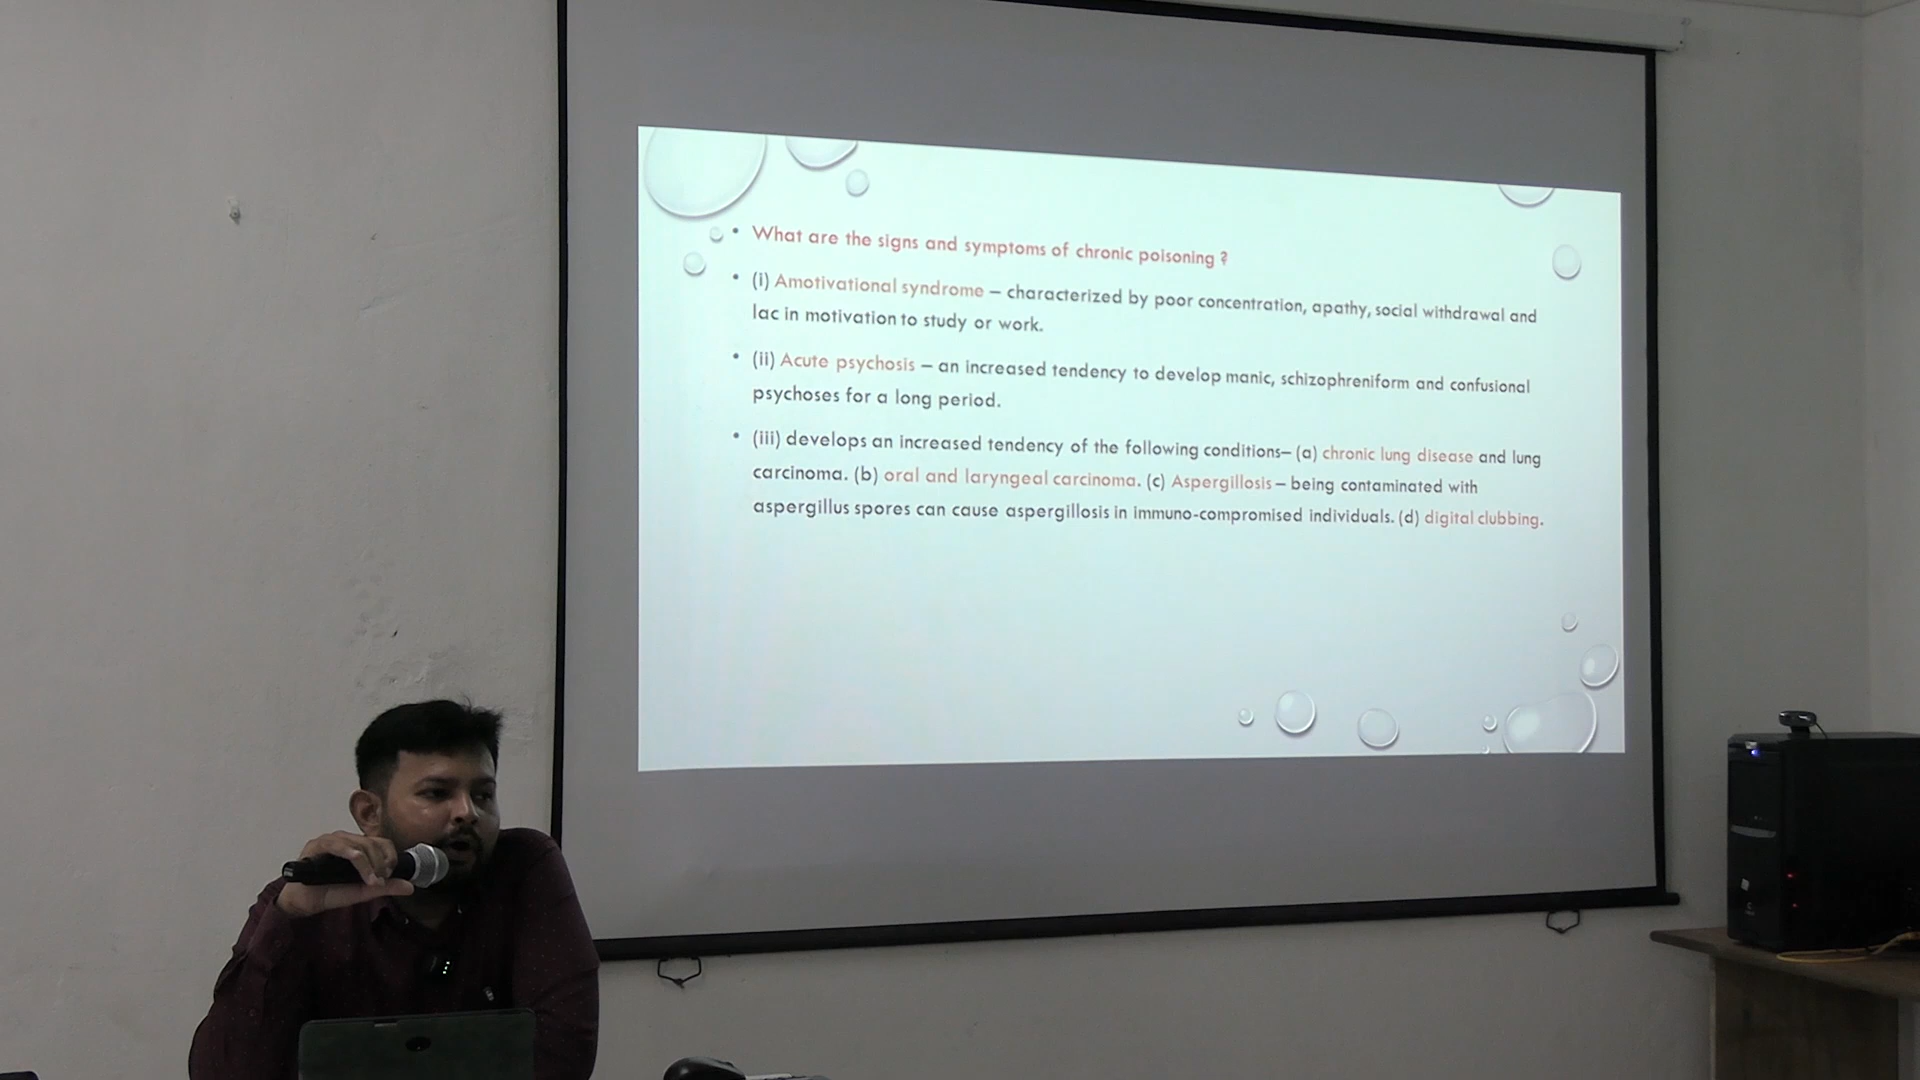 • What are the signs and symptoms of chronic poisoning ?
• (i) Amotivational syndrome – characterized by poor concentration, apathy, social withdrawal and
lac in motivation to study or work.
• (ii) Acute psychosis – an increased tendency to develop manic, schizophreniform and confusional
psychoses for a long period.
• (iii) develops an increased tendency of the following conditions– (a) chronic lung disease and lung
carcinoma. (b) oral and laryngeal carcinoma. (c) Aspergillosis – being contaminated with
aspergillus spores can cause aspergillosis in immuno-compromised individuals. (d) digital clubbing.